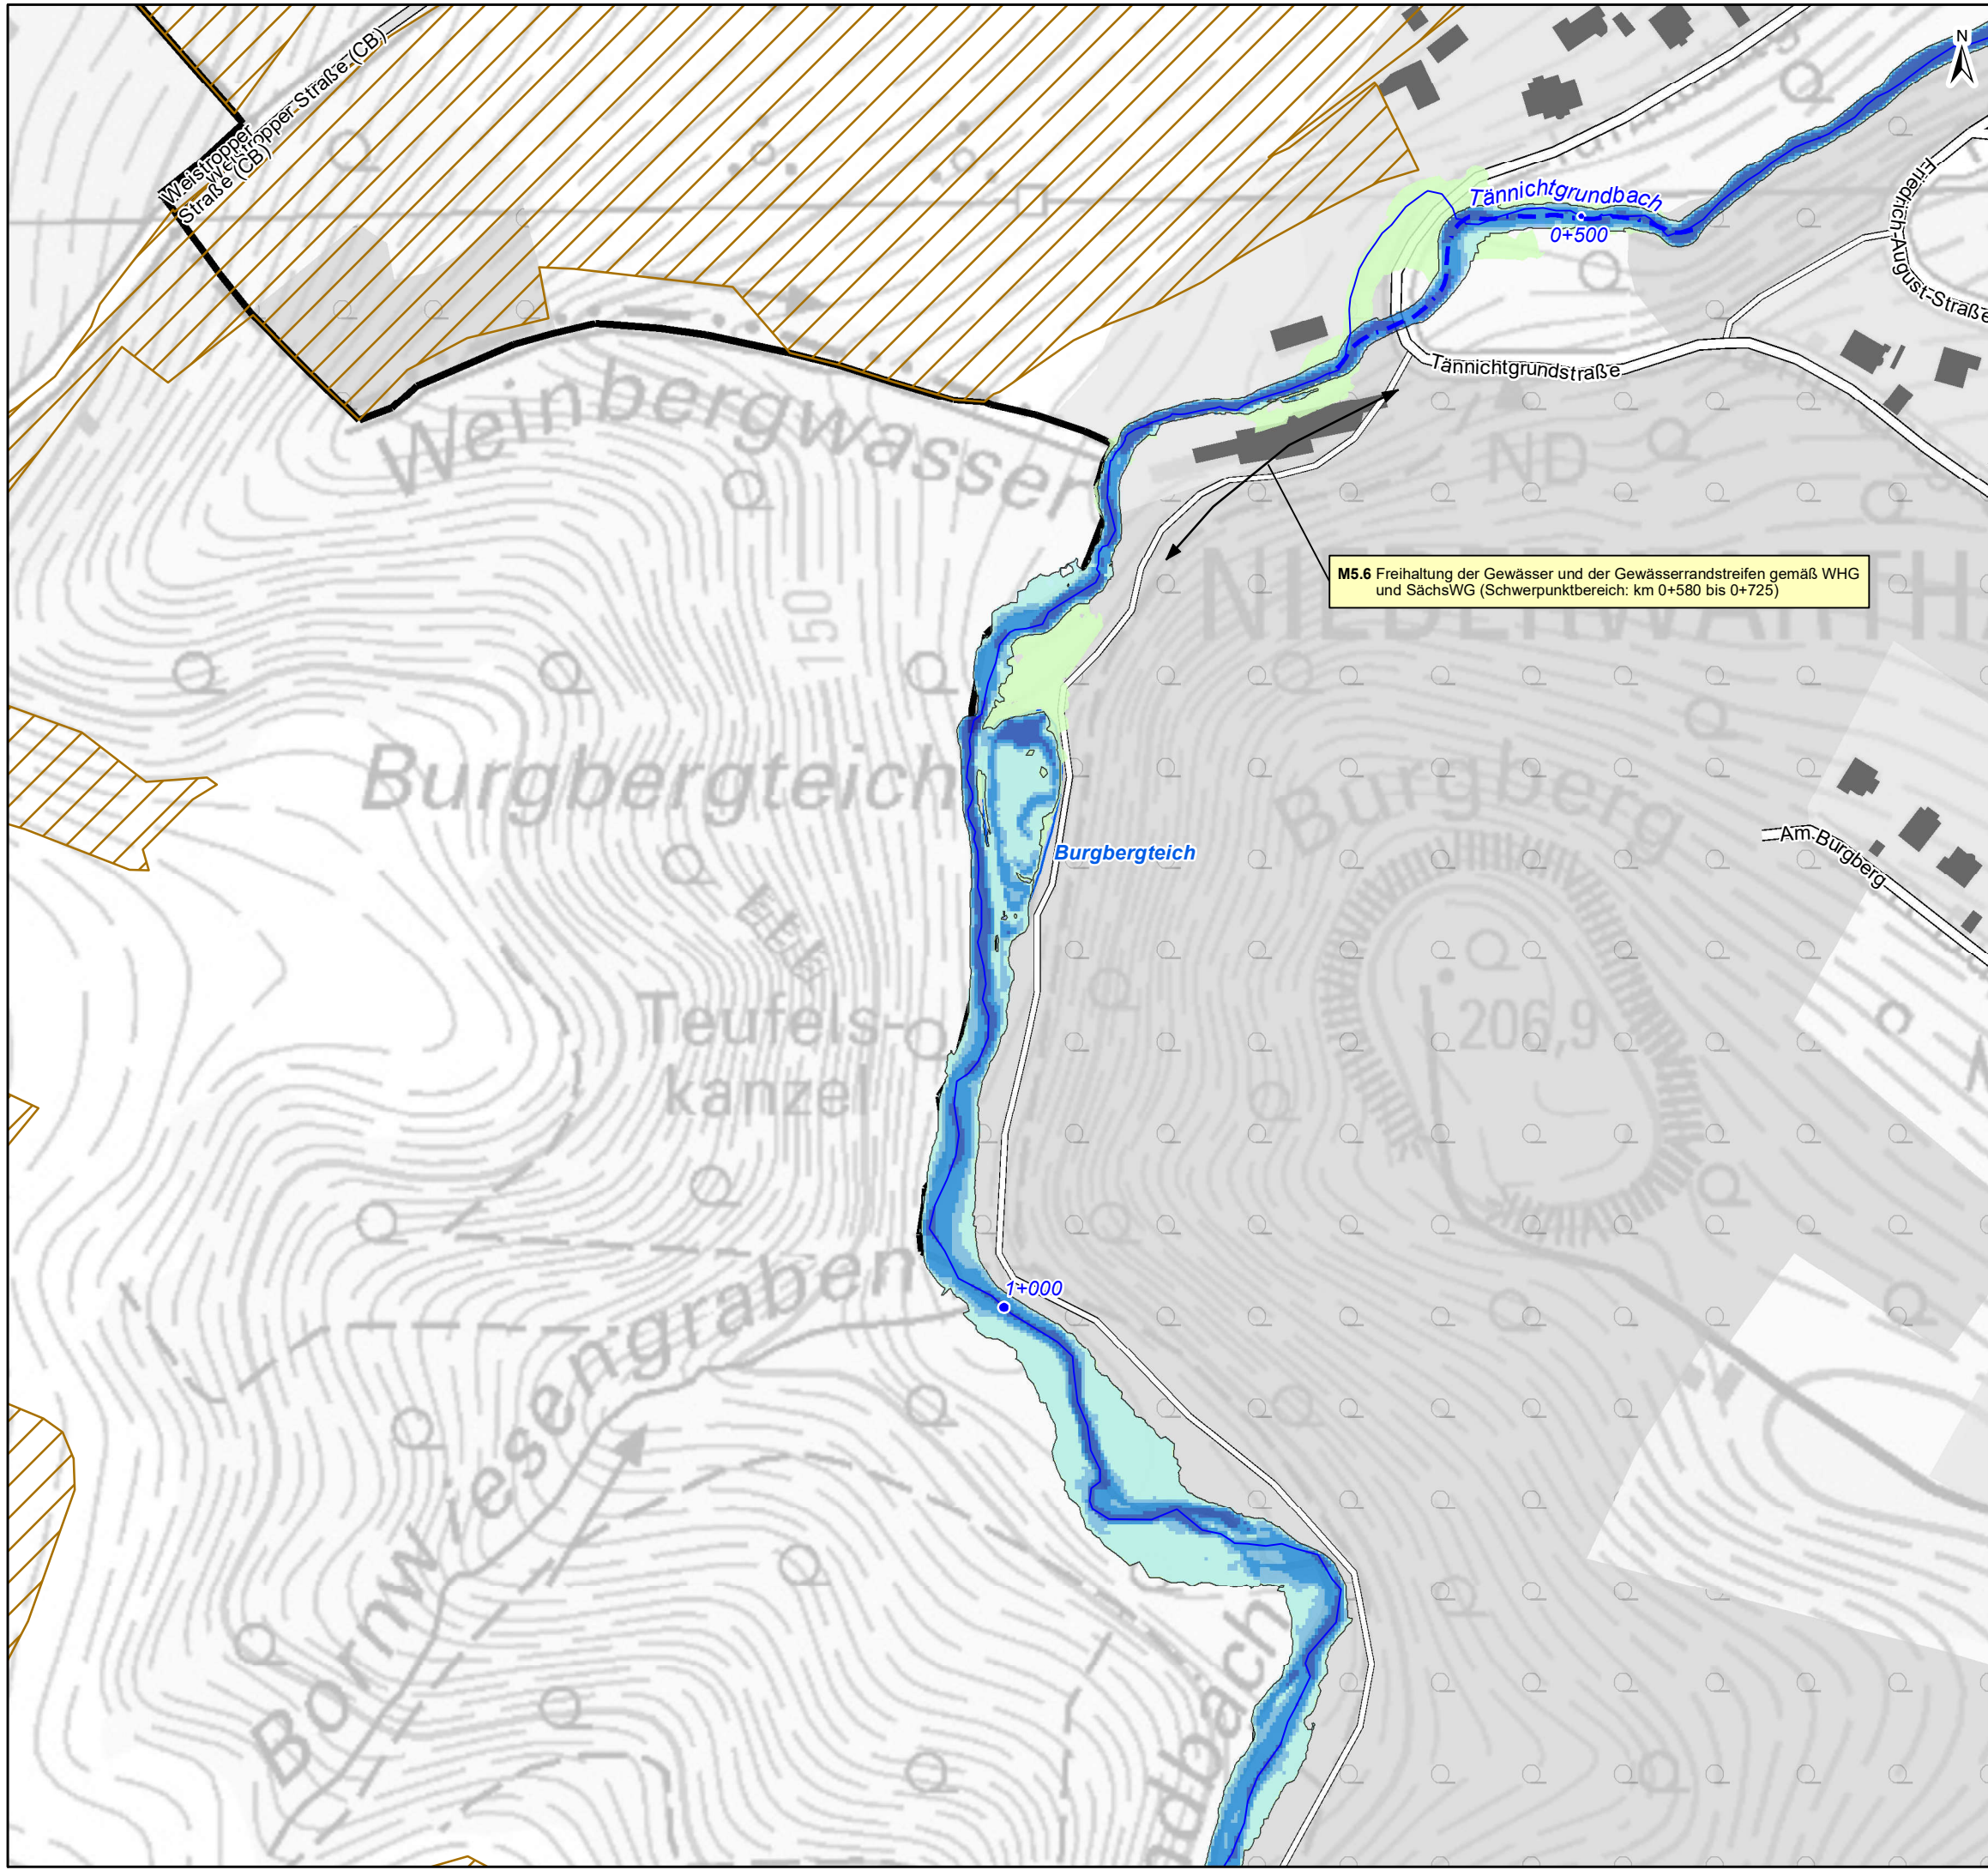 N
Weistropper Straße (CB)
Weistropper
Straße (CB)
Tännichtgrundbach
0+500
Friedrich-August-Straße
Tännichtgrundstraße
Weinbergwasser
ND
M5.6 Freihaltung der Gewässer und der Gewässerrandstreifen gemäß WHG
und SächsWG (Schwerpunktbereich: km 0+580 bis 0+725)
NIEDERWARTH
150
Burgbergteich
Burgberg
Burgbergteich
Am Burgberg
Teufels-
kanzel
206,9
1+000
Bornwiesengraben
ndbach